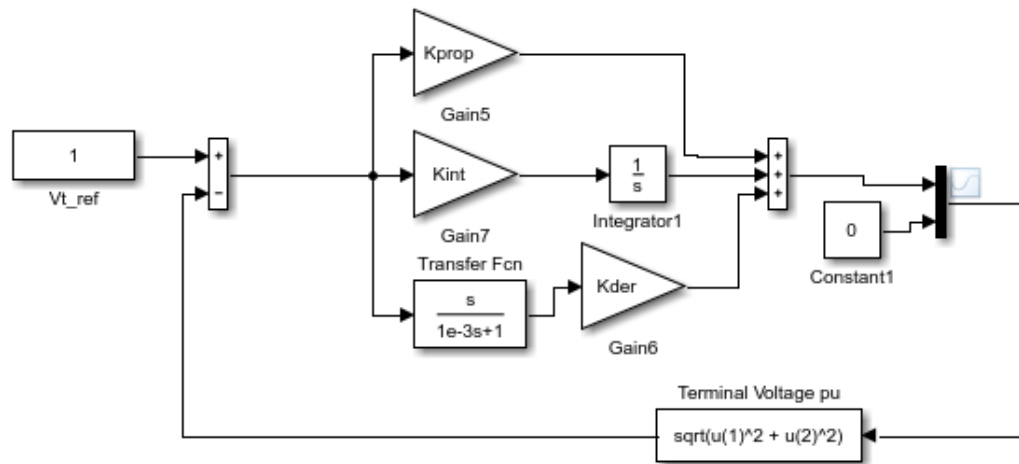 Kprop
Gain5
1
Vt_ref
+
−
Kint
Gain7
1
s
Integrator1
+
+
+
0
Constant1
Transfer Fcn
s
1e-3s+1
Kder
Gain6
Terminal Voltage pu
sqrt(u(1)^2 + u(2)^2)